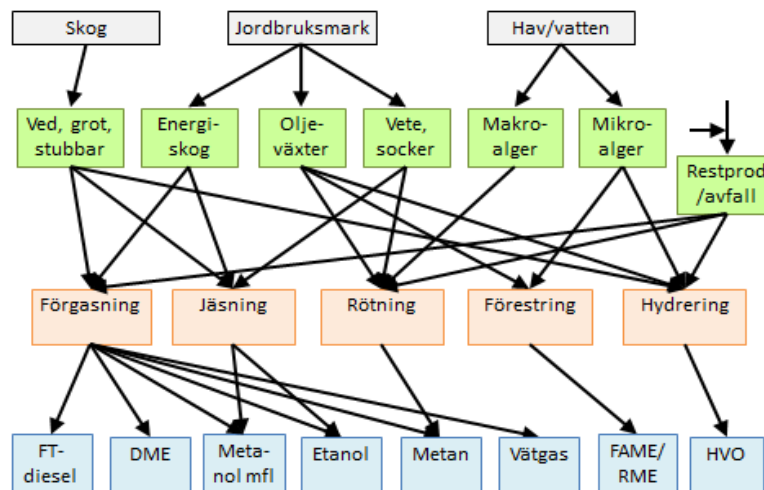 Skog
Jordbruksmark
Hav/vatten
Ved, grot,
stubbar
Energi-
skog
Olje-
växter
Vete,
socker
Makro-
alger
Mikro-
alger
Restprod
/avfall
Förgasning
Jäsning
Rötning
Förestring
Hydrering
FT-
diesel
DME
Meta-
nol mfl
Etanol
Metan
Vätgas
FAME/
RME
HVO